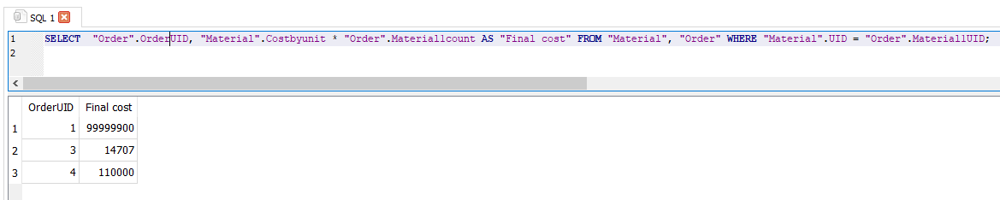 SQL 1
1 SELECT "Order".OrderUID, "Material".Costbyunit * "Order".Material1count AS "Final cost" FROM "Material", "Order" WHERE "Material".UID = "Order".Material1UID;
2
OrderUID Final cost
1 1 99999900
2 3 14707
3 4 110000